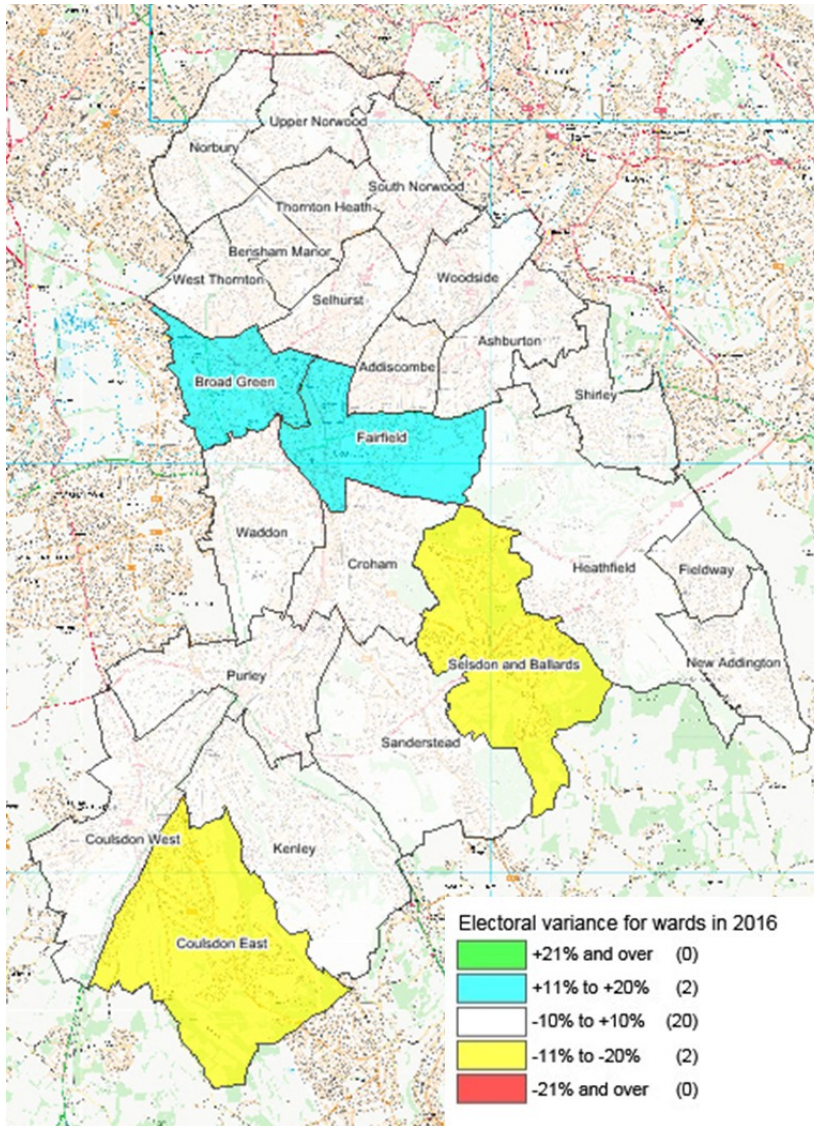 Upper Norwood
Norbury
South Norwood
Thornton Heath
Bensham Manor
West Thornton
Woodside
Selhurst
Ashburton
Addiscombe
Broad Green
Shirley
Fairfield
Waddon
Croham
Heathfield
Fieldway
New Addington
Selsdon and Ballards
Purley
Sanderstead
Coulsdon West
Kenley
Coulsdon East
Electoral variance for wards in 2016
+21% and over (0)
+11% to +20% (2)
-10% to +10% (20)
-11% to -20% (2)
-21% and over (0)